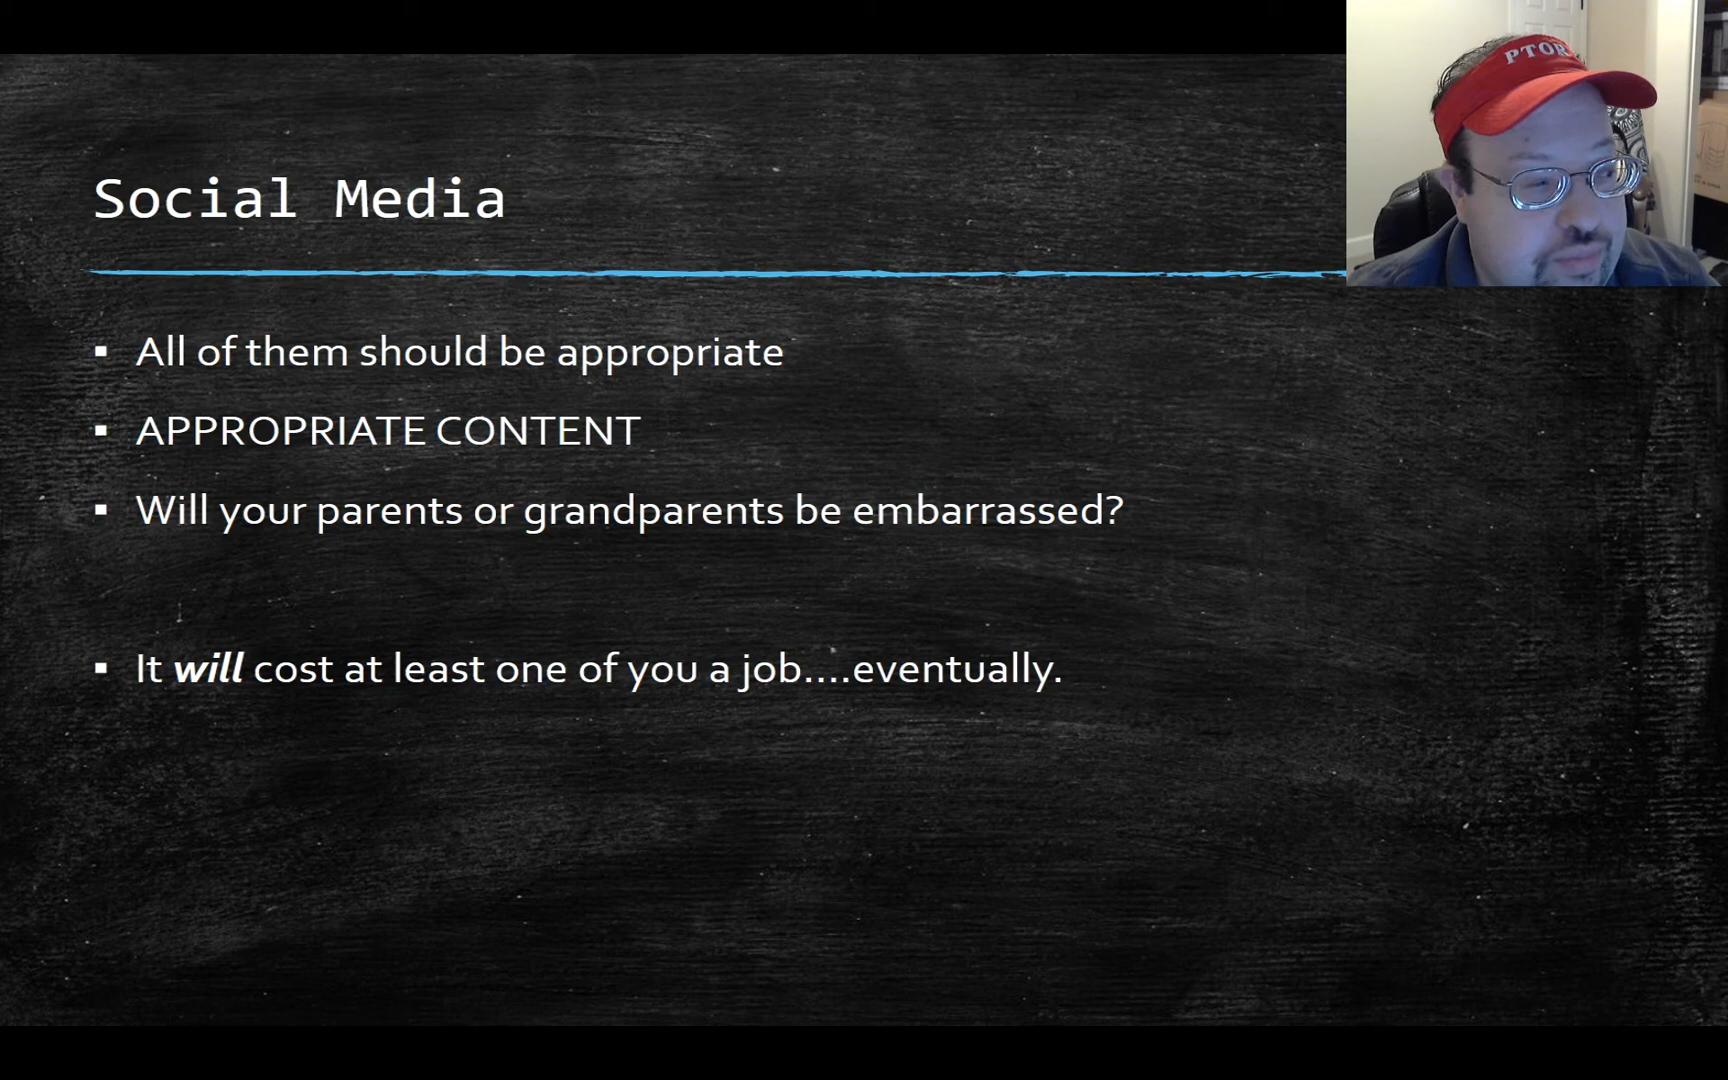 PTOR
Social Media
All of them should be appropriate
APPROPRIATE CONTENT
Will your parents or grandparents be embarrassed?
It will cost at least one of you a job....eventually.